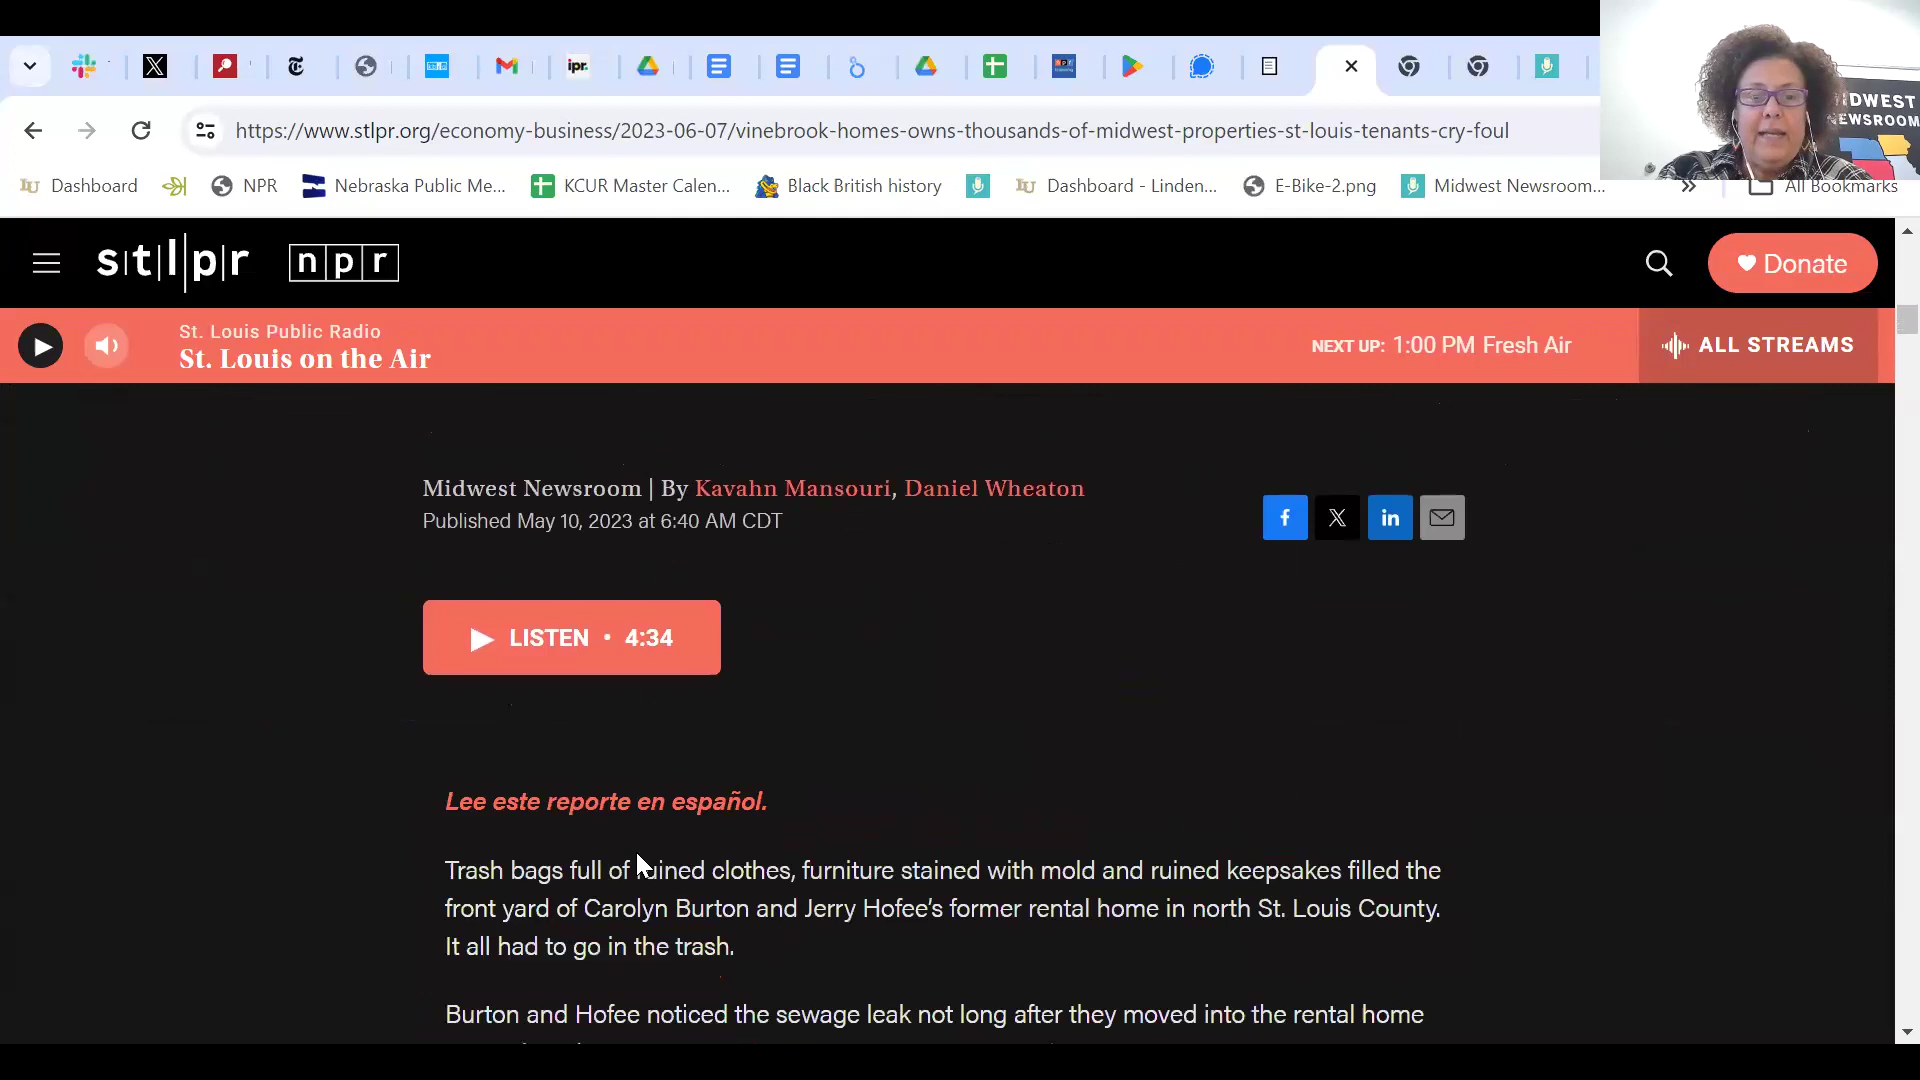 ipr.
https://www.stlpr.org/economy-business/2023-06-07/vinebrook-homes-owns-thousands-of-midwest-properties-st-louis-tenants-cry-foul
Dashboard
NPR
Nebraska Public Me...
KCUR Master Calen...
Black British history
Dashboard - Linden...
E-Bike-2.png
Midwest Newsroom...
»
All Bookmarks
IDWEST
EWSROOM
st|pr
npr
Donate
St. Louis Public Radio
St. Louis on the Air
NEXT UP: 1:00 PM Fresh Air
ALL STREAMS
Midwest Newsroom | By Kavahn Mansouri, Daniel Wheaton
Published May 10, 2023 at 6:40 AM CDT
LISTEN • 4:34
Lee este reporte en español.
Trash bags full of ruined clothes, furniture stained with mold and ruined keepsakes filled the
front yard of Carolyn Burton and Jerry Hofee’s former rental home in north St. Louis County.
It all had to go in the trash.
Burton and Hofee noticed the sewage leak not long after they moved into the rental home